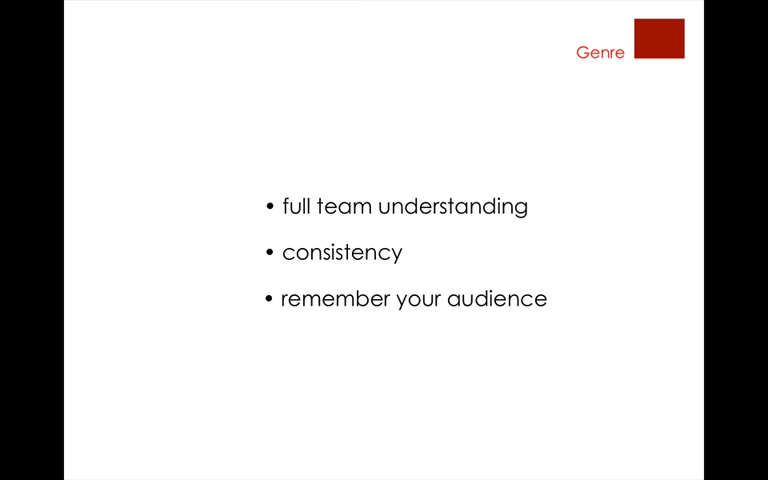 Genre
• full team understanding
• consistency
• remember your audience